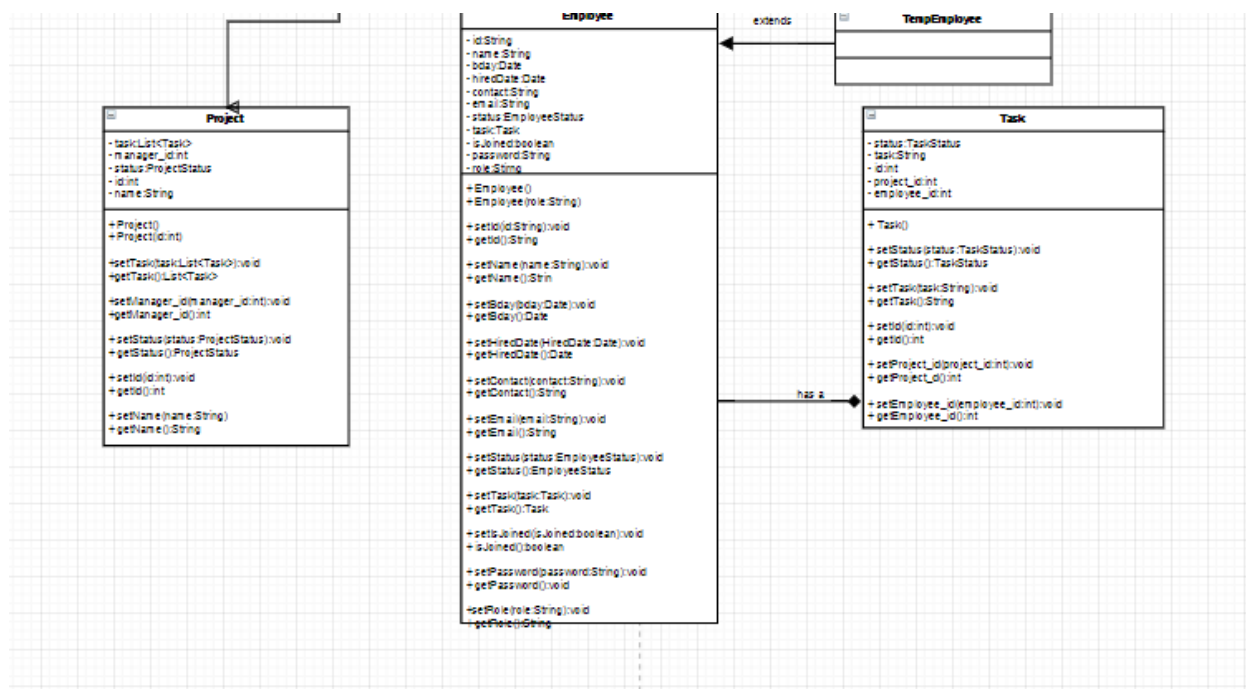 Employee
- id:String
- name:String
- bday:Date
- hiredDate:Date
- contact:String
- email:String
- status:EmployeeStatus
- task:Task
- isJoined:boolean
- password:String
- role:Stirng
+ Employee()
+ Employee(role:String)
+ setId(id:String):void
+ getId():String
+ setName(name:String):void
+ getName():Strin
+ setBday(bday:Date):void
+ getBday():Date
+ setHiredDate(HiredDate:Date):void
+ getHiredDate():Date
+ setContact(contact:String):void
+ getContact():String
+ setEmail(email:String):void
+ getEmail():String
+ setStatus(status:EmployeeStatus):void
+ getStatus():EmployeeStatus
+ setTask(task:Task):void
+ getTask():Task
+ setIsJoined(isJoined:boolean):void
+ isJoined():boolean
+ setPassword(password:String):void
+ getPassword():void
+setRole(role:String):void
+ getRole():String
extends
TempEmployee
Project
- task:List<Task>
- manager_id:int
- status:ProjectStatus
- id:int
- name:String
+ Project()
+ Project(id:int)
+setTask(task:List<Task>):void
+getTask():List<Task>
+setManager_id(manager_id:int):void
+getManager_id():int
+ setStatus(status:ProjectStatus):void
+ getStatus():ProjectStatus
+ setId(id:int):void
+ getId():int
+ setName(name:String)
+ getName():String
has a
Task
- status:TaskStatus
- task:String
- id:int
- project_id:int
- employee_id:int
+ Task()
+ setStatus(status:TaskStatus):void
+ getStatus():TaskStatus
+ setTask(task:String):void
+ getTask():String
+ setId(id:int):void
+ getId():int
+ setProject_id(project_id:int):void
+ getProject_d():int
+ setEmployee_id(employee_id:int):void
+ getEmployee_id():int